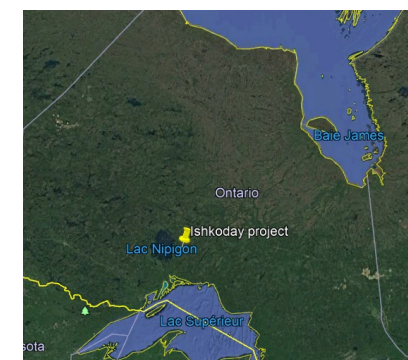 Baie James
Ontario
Ishkoday project
Lac Nipigon
Lac Supérieur
sota